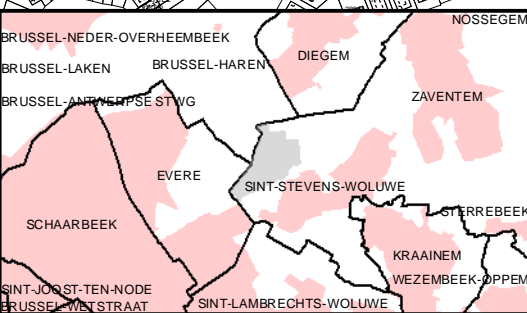 NOSSEGEM
BRUSSEL-NEDER-OVERHEEMBEEK
DIEGEM
BRUSSEL-HAREN
BRUSSEL-LAKEN
ZAVENTEM
BRUSSEL-ANTWERPSE STWG
EVERE
SINT-STEVENS-WOLUWE
STERREBEEK
SCHAARBEEK
KRAAINEM
WEZEMBEEK-OPPEM
SINT-JOOST-TEN-NODE
BRUSSEL-WETSTRAAT
SINT-LAMBRECHTS-WOLUWE